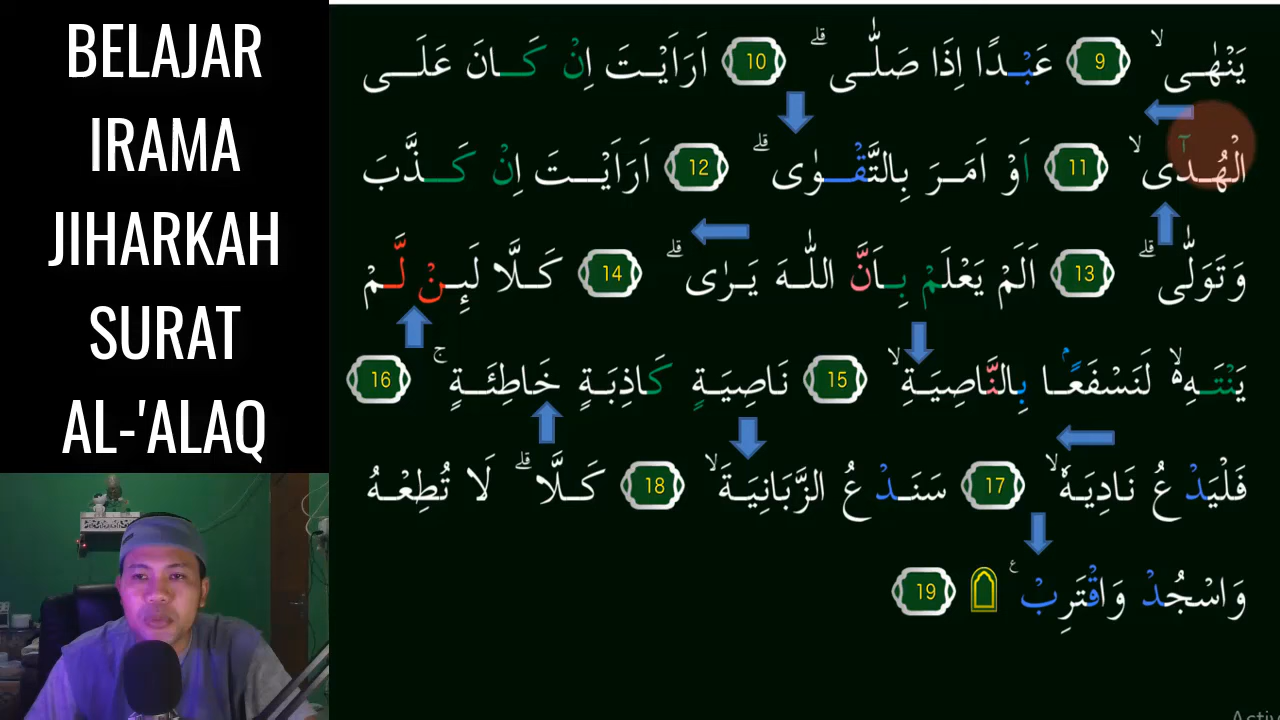 BELAJAR
IRAMA
JIHARKAH
SURAT
AL-'ALAQ
يَنْهٰىۙ 9 عَبْدًا اِذَا صَلّٰىۗ 10 اَرَاَيْتَ اِنْ كَانَ عَلَى
الْهُدٰىٓۙ 11 اَوْ اَمَرَ بِالتَّقْوٰىۗ 12 اَرَاَيْتَ اِنْ كَذَّبَ
وَتَوَلّٰىۗ 13 اَلَمْ يَعْلَمْ بِاَنَّ اللّٰهَ يَرٰىۗ 14 كَلَّا لَىِٕنْ لَّمْ
يَنْتَهِ ەۙ لَنَسْفَعًاۢ بِالنَّاصِيَةِۙ 15 نَاصِيَةٍ كَاذِبَةٍ خَاطِئَةٍۚ 16
فَلْيَدْعُ نَادِيَهٗۙ 17 سَنَدْعُ الزَّبَانِيَةَۙ 18 كَلَّاۗ لَا تُطِعْهُ
وَاسْجُدْ وَاقْتَرِبْ ۩ࣖ 19